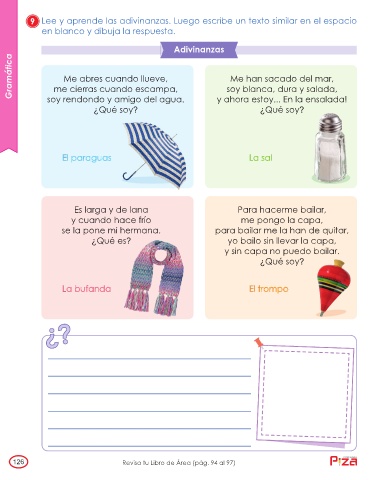 9 Lee y aprende las adivinanzas. Luego escribe un texto similar en el espacio
en blanco y dibuja la respuesta.
Gramática
Adivinanzas
Me abres cuando llueve,
me cierras cuando escampa,
soy rendondo y amigo del agua.
¿Qué soy?
El paraguas
Me han sacado del mar,
soy blanca, dura y salada,
y ahora estoy... En la ensalada!
¿Qué soy?
La sal
Es larga y de lana
y cuando hace frío
se la pone mi hermana.
¿Qué es?
La bufanda
Para hacerme bailar,
me pongo la capa,
para bailar me la han de quitar,
yo bailo sin llevar la capa,
y sin capa no puedo bailar.
¿Qué soy?
El trompo
¿?
126
Revisa tu Libro de Área (pág. 94 al 97)
Piza